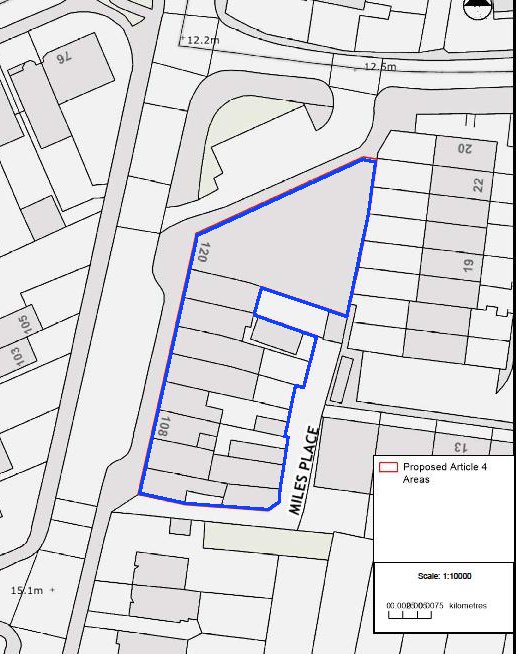 76
12.2m
12.5m
20
22
120
19
105
103
108
MILES PLACE
13
Proposed Article 4
Areas
Scale: 1:10000
kilometres
15.1m